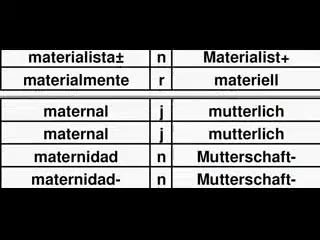 materialista± n Materialist+
materialmente r materiell
maternal j mutterlich
maternal j mutterlich
maternidad n Mutterschaft-
maternidad- n Mutterschaft-